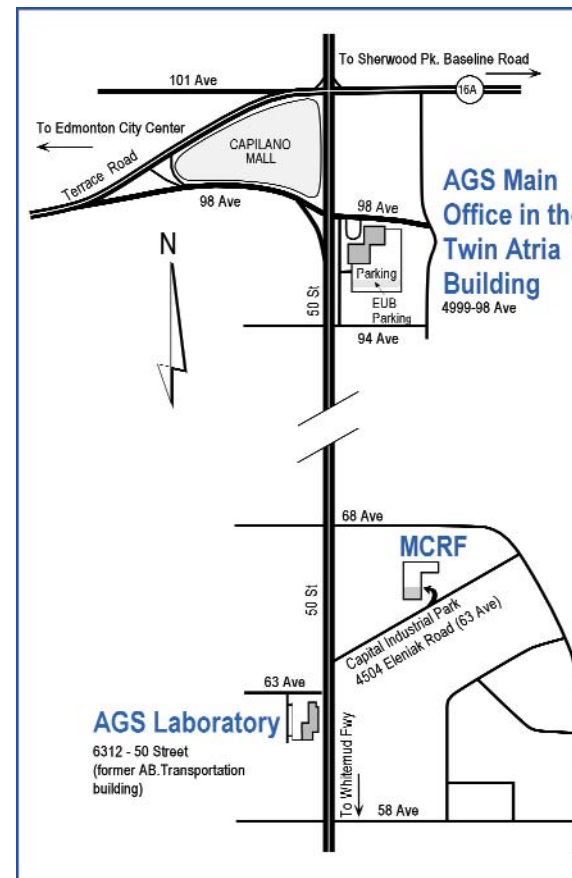 To Sherwood Pk. Baseline Road
101 Ave
16A
To Edmonton City Center
CAPILANO
MALL
Terrace Road
98 Ave
98 Ave
AGS Main
Office in the
Twin Atria
Building
4999-98 Ave
N
Parking
EUB
Parking
50 St
94 Ave
68 Ave
MCRF
50 St
Capital Industrial Park
4504 Eleniak Road (63 Ave)
63 Ave
AGS Laboratory
6312 - 50 Street
(former AB.Transportation
building)
To Whitemud Fwy
58 Ave